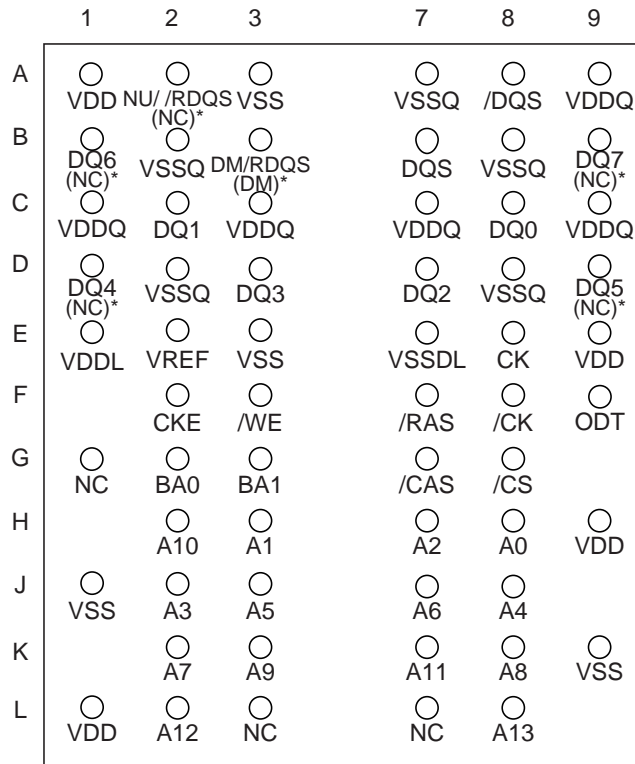 1 2 3 7 8 9
A
VDD NU/ /RDQS VSS VSSQ /DQS VDDQ
(NC)*
B
DQ6 VSSQ DM/RDQS DQS VSSQ DQ7
(NC)* (DM)* (NC)*
C
VDDQ DQ1 VDDQ VDDQ DQ0 VDDQ
D
DQ4 VSSQ DQ3 DQ2 VSSQ DQ5
(NC)* (NC)*
E
VDDL VREF VSS VSSDL CK VDD
F
CKE /WE /RAS /CK ODT
G
NC BA0 BA1 /CAS /CS
H
A10 A1 A2 A0 VDD
J
VSS A3 A5 A6 A4
K
A7 A9 A11 A8 VSS
L
VDD A12 NC NC A13